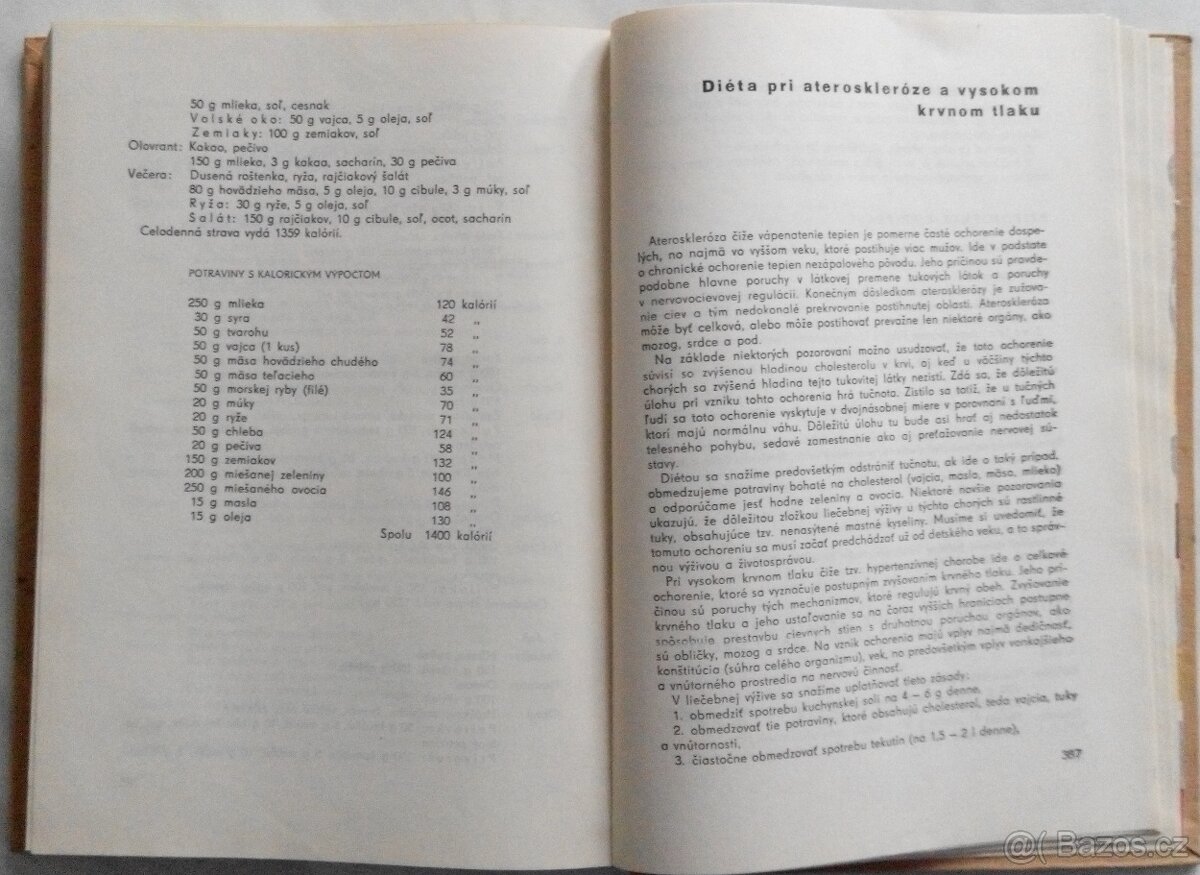 50 g mlieka, soľ, cesnak
Volské oko: 50 g vajca, 5 g oleja, soľ
Zemiaky: 100 g zemiakov, soľ
Olovrant: Kakao, pečivo
150 g mlieka, 3 g kakaa, sacharín, 30 g pečiva
Večera: Dusená roštenka, ryža, rajčiakový šalát
80 g hovädzieho mäsa, 5 g oleja, 10 g cibule, 3 g múky, soľ
Ryža: 30 g ryže, 5 g oleja, soľ
Šalát: 150 g rajčiakov, 10 g cibule, soľ, ocot, sacharín
Celodenná strava vydá 1359 kalórií.
POTRAVINY S KALORICKÝM VÝPOČTOM
250 g mlieka 120 kalórií
30 g syra 42 „
50 g tvarohu 52 „
50 g vajca (1 kus) 78 „
50 g mäsa hovädzieho chudého 74 „
50 g mäsa teľacieho 60 „
50 g morskej ryby (filé) 35 „
20 g múky 70 „
20 g ryže 71 „
50 g chleba 124 „
20 g pečiva 58 „
150 g zemiakov 132 „
200 g miešanej zeleniny 100 „
250 g miešaného ovocia 146 „
15 g masla 108 „
15 g oleja 130 „
Spolu 1400 kalórií
Diéta pri ateroskleróze a vysokom
krvnom tlaku
Ateroskleróza čiže vápenatenie tepien je pomerne časté ochorenie dospe-
lých, no najmä vo vyššom veku, ktoré postihuje viac mužov. Ide v podstate
o chronické ochorenie tepien nezápalového pôvodu. Jeho príčinou sú pravde-
podobne hlavne poruchy v látkovej premene tukových látok a poruchy
v nervovocievovej regulácii. Konečným dôsledkom aterosklerózy je zužova-
nie ciev a tým nedokonalé prekrvovanie postihnutej oblasti. Ateroskleróza
môže byť celková, alebo môže postihovať prevažne len niektoré orgány, ako
mozog, srdce a pod.
Na základe niektorých pozorovaní možno usudzovať, že toto ochorenie
súvisí so zvýšenou hladinou cholesterolu v krvi, aj keď u väčšiny týchto
chorých sa zvýšená hladina tejto tukovitej látky nezistí. Zdá sa, že dôležitú
úlohu pri vzniku tohto ochorenia hrá tučnota. Zistilo sa totiž, že u tučných
ľudí sa toto ochorenie vyskytuje v dvojnásobnej miere v porovnaní s ľuďmi,
ktorí majú normálnu váhu. Dôležitú úlohu tu bude asi hrať aj nedostatok
telesného pohybu, sedavé zamestnanie ako aj preťažovanie nervovej sú-
stavy.
Diétou sa snažíme predovšetkým odstrániť tučnotu, ak ide o taký prípad,
obmedzujeme potraviny bohaté na cholesterol (vajcia, maslo, mäso, mlieko)
a odporúčame jesť hodne zeleniny a ovocia. Niektoré novšie pozorovania
ukazujú, že dôležitou zložkou liečebnej výživy u týchto chorých sú rastlinné
tuky, obsahujúce tzv. nenasýtené mastné kyseliny. Musíme si uvedomiť, že
tomuto ochoreniu sa musí začať predchádzať už od detského veku, a to správ-
nou výživou a životosprávou.
Pri vysokom krvnom tlaku čiže tzv. hypertenzívnej chorobe ide o celkové
ochorenie, ktoré sa vyznačuje postupným zvyšovaním krvného tlaku. Jeho prí-
činou sú poruchy tých mechanizmov, ktoré regulujú krvný obeh. Zvyšovanie
krvného tlaku a jeho ustaľovanie sa na čoraz vyšších hraniciach postupne
spôsobuje prestavbu cievnych stien s druhotnou poruchou orgánov, ako
sú obličky, mozog a srdce. Na vznik ochorenia majú vplyv najmä dedičnosť,
konštitúcia (súhra celého organizmu), vek, no predovšetkým vplyv vonkajšieho
a vnútorného prostredia na nervovú činnosť.
V liečebnej výžive sa snažíme uplatňovať tieto zásady:
1. obmedziť spotrebu kuchynskej soli na 4 – 6 g denne,
2. obmedzovať tie potraviny, ktoré obsahujú cholesterol, teda vajcia, tuky
a vnútornosti,
3. čiastočne obmedzovať spotrebu tekutín (na 1,5 – 2 l denne),
387
@( Bazos.cz